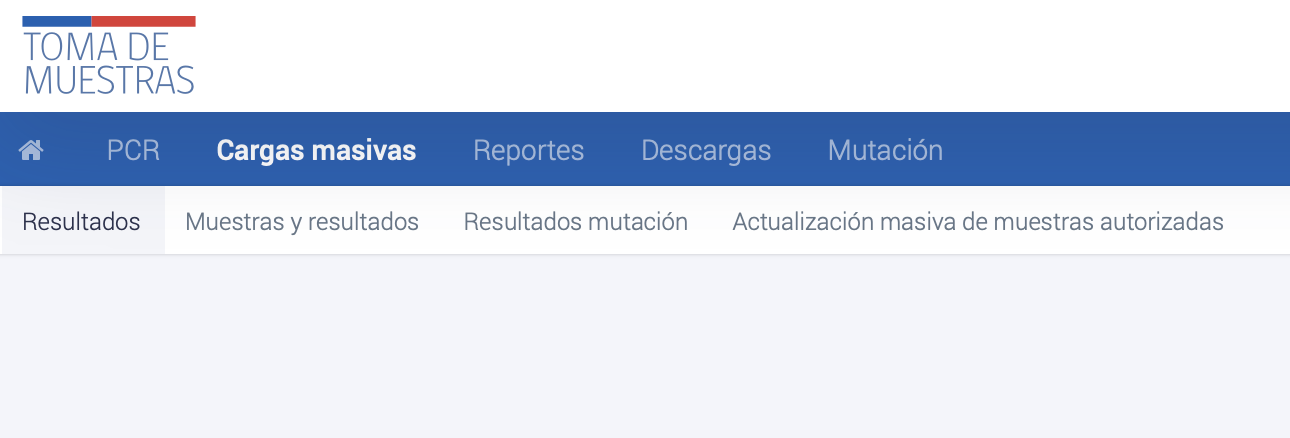 TOMA DE
MUESTRAS
PCR Cargas masivas Reportes Descargas Mutación
Resultados Muestras y resultados Resultados mutación Actualización masiva de muestras autorizadas